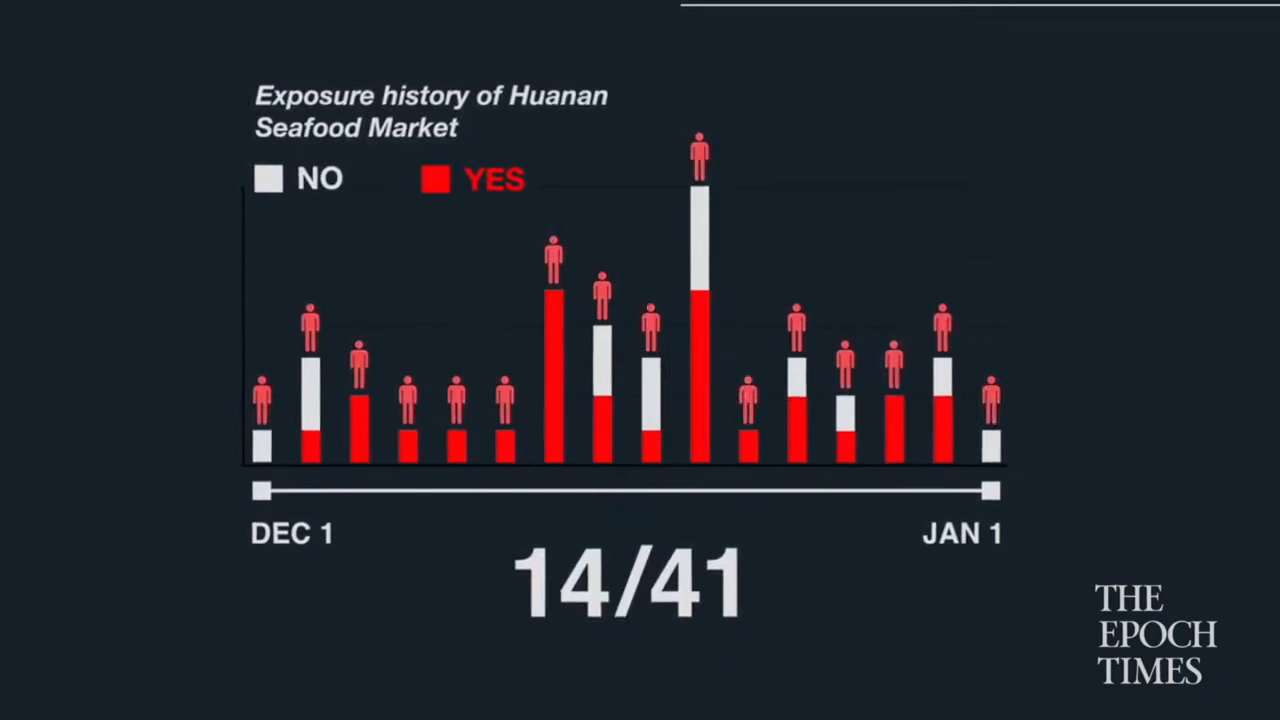 Exposure history of Huanan
Seafood Market
NO YES
DEC 1 JAN 1
14/41
THE
EPOCH
TIMES